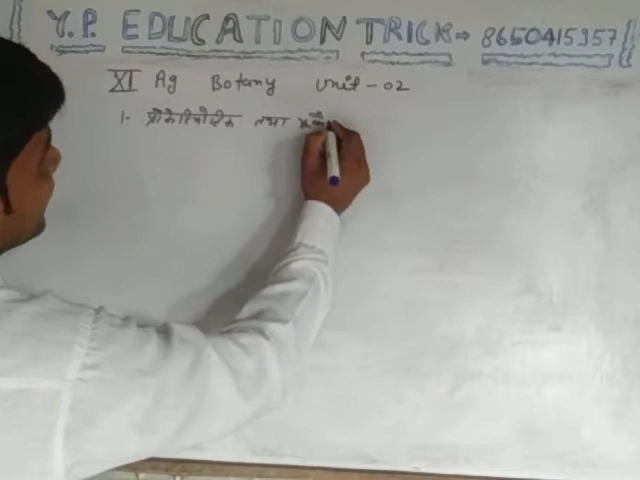 Y.P. EDUCATION TRICK → 8650415957
XI Ag Botany Unit-02
1. प्रोकैरियोटिक तथा